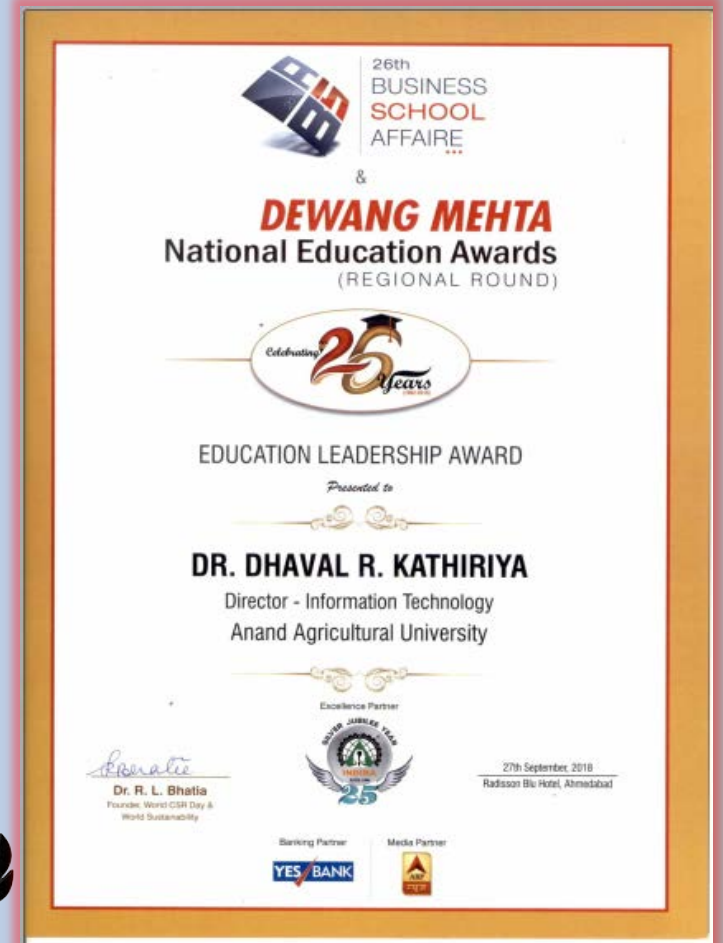 B
S
A
26th
BUSINESS
SCHOOL
AFFAIRE
&
DEWANG MEHTA
National Education Awards
(REGIONAL ROUND)
Celebrating 25 Years
EDUCATION LEADERSHIP AWARD
Presented to
DR. DHAVAL R. KATHIRIYA
Director - Information Technology
Anand Agricultural University
Excellence Partner
SILVER JUBILEE YEAR
INDIRA
25
Dr. R. L. Bhatia
Founder, World CSR Day &
World Sustainability
27th September, 2018
Radisson Blu Hotel, Ahmedabad
Banking Partner
Media Partner
YES BANK
ABP